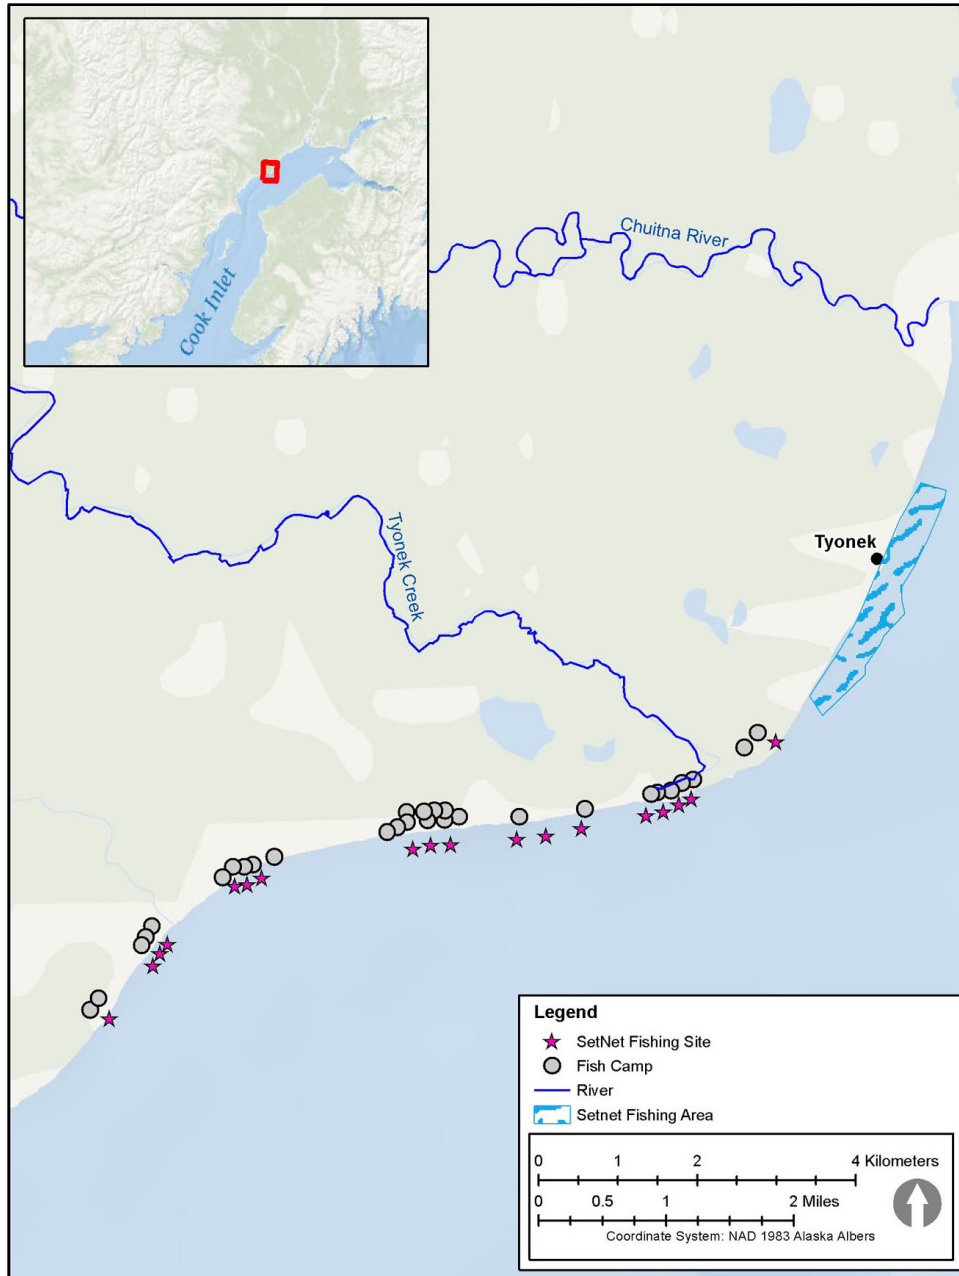 Cook Inlet
Chuitna River
Tyonek Creek
Tyonek
Legend
SetNet Fishing Site
Fish Camp
River
Setnet Fishing Area
0 1 2 4 Kilometers
0 0.5 1 2 Miles
Coordinate System: NAD 1983 Alaska Albers